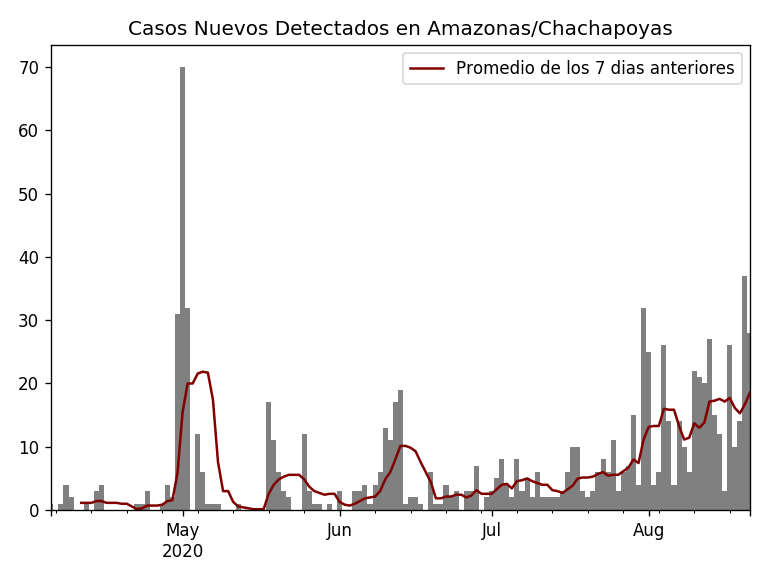 Casos Nuevos Detectados en Amazonas/Chachapoyas
Promedio de los 7 dias anteriores
70
60
50
40
30
20
10
0
May
2020
Jun
Jul
Aug